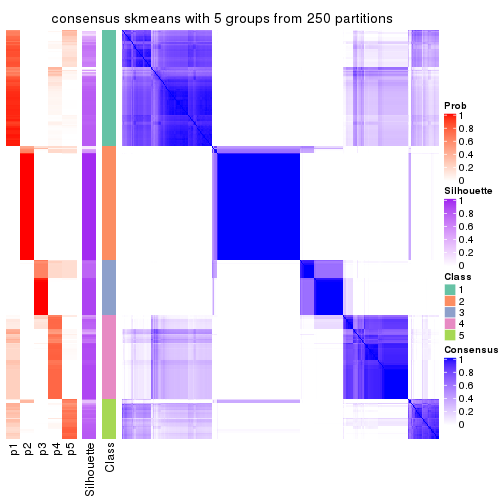 consensus skmeans with 5 groups from 250 partitions
Prob
1
0.8
0.6
0.4
0.2
0
Silhouette
1
0.8
0.6
0.4
0.2
0
Class
1
2
3
4
5
Consensus
1
0.8
0.6
0.4
0.2
0
p1
p2
p3
p4
p5
Silhouette
Class